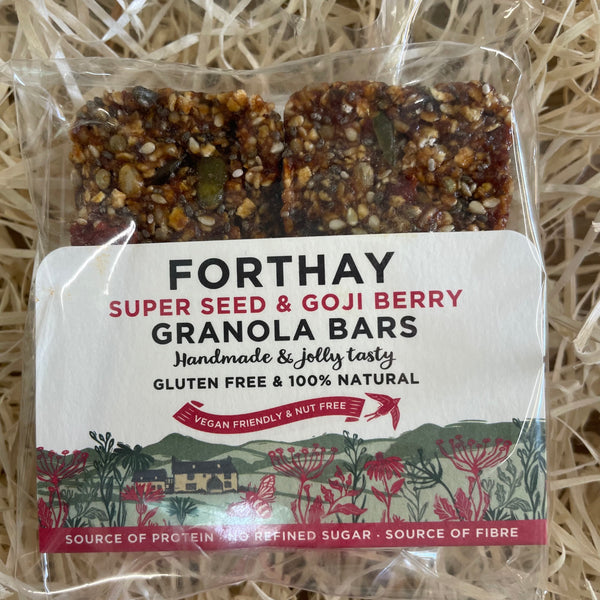 FORTHAY
SUPER SEED & GOJI BERRY
GRANOLA BARS
Handmade & jolly tasty
GLUTEN FREE & 100% NATURAL
VEGAN FRIENDLY & NUT FREE
SOURCE OF PROTEIN · NO REFINED SUGAR · SOURCE OF FIBRE